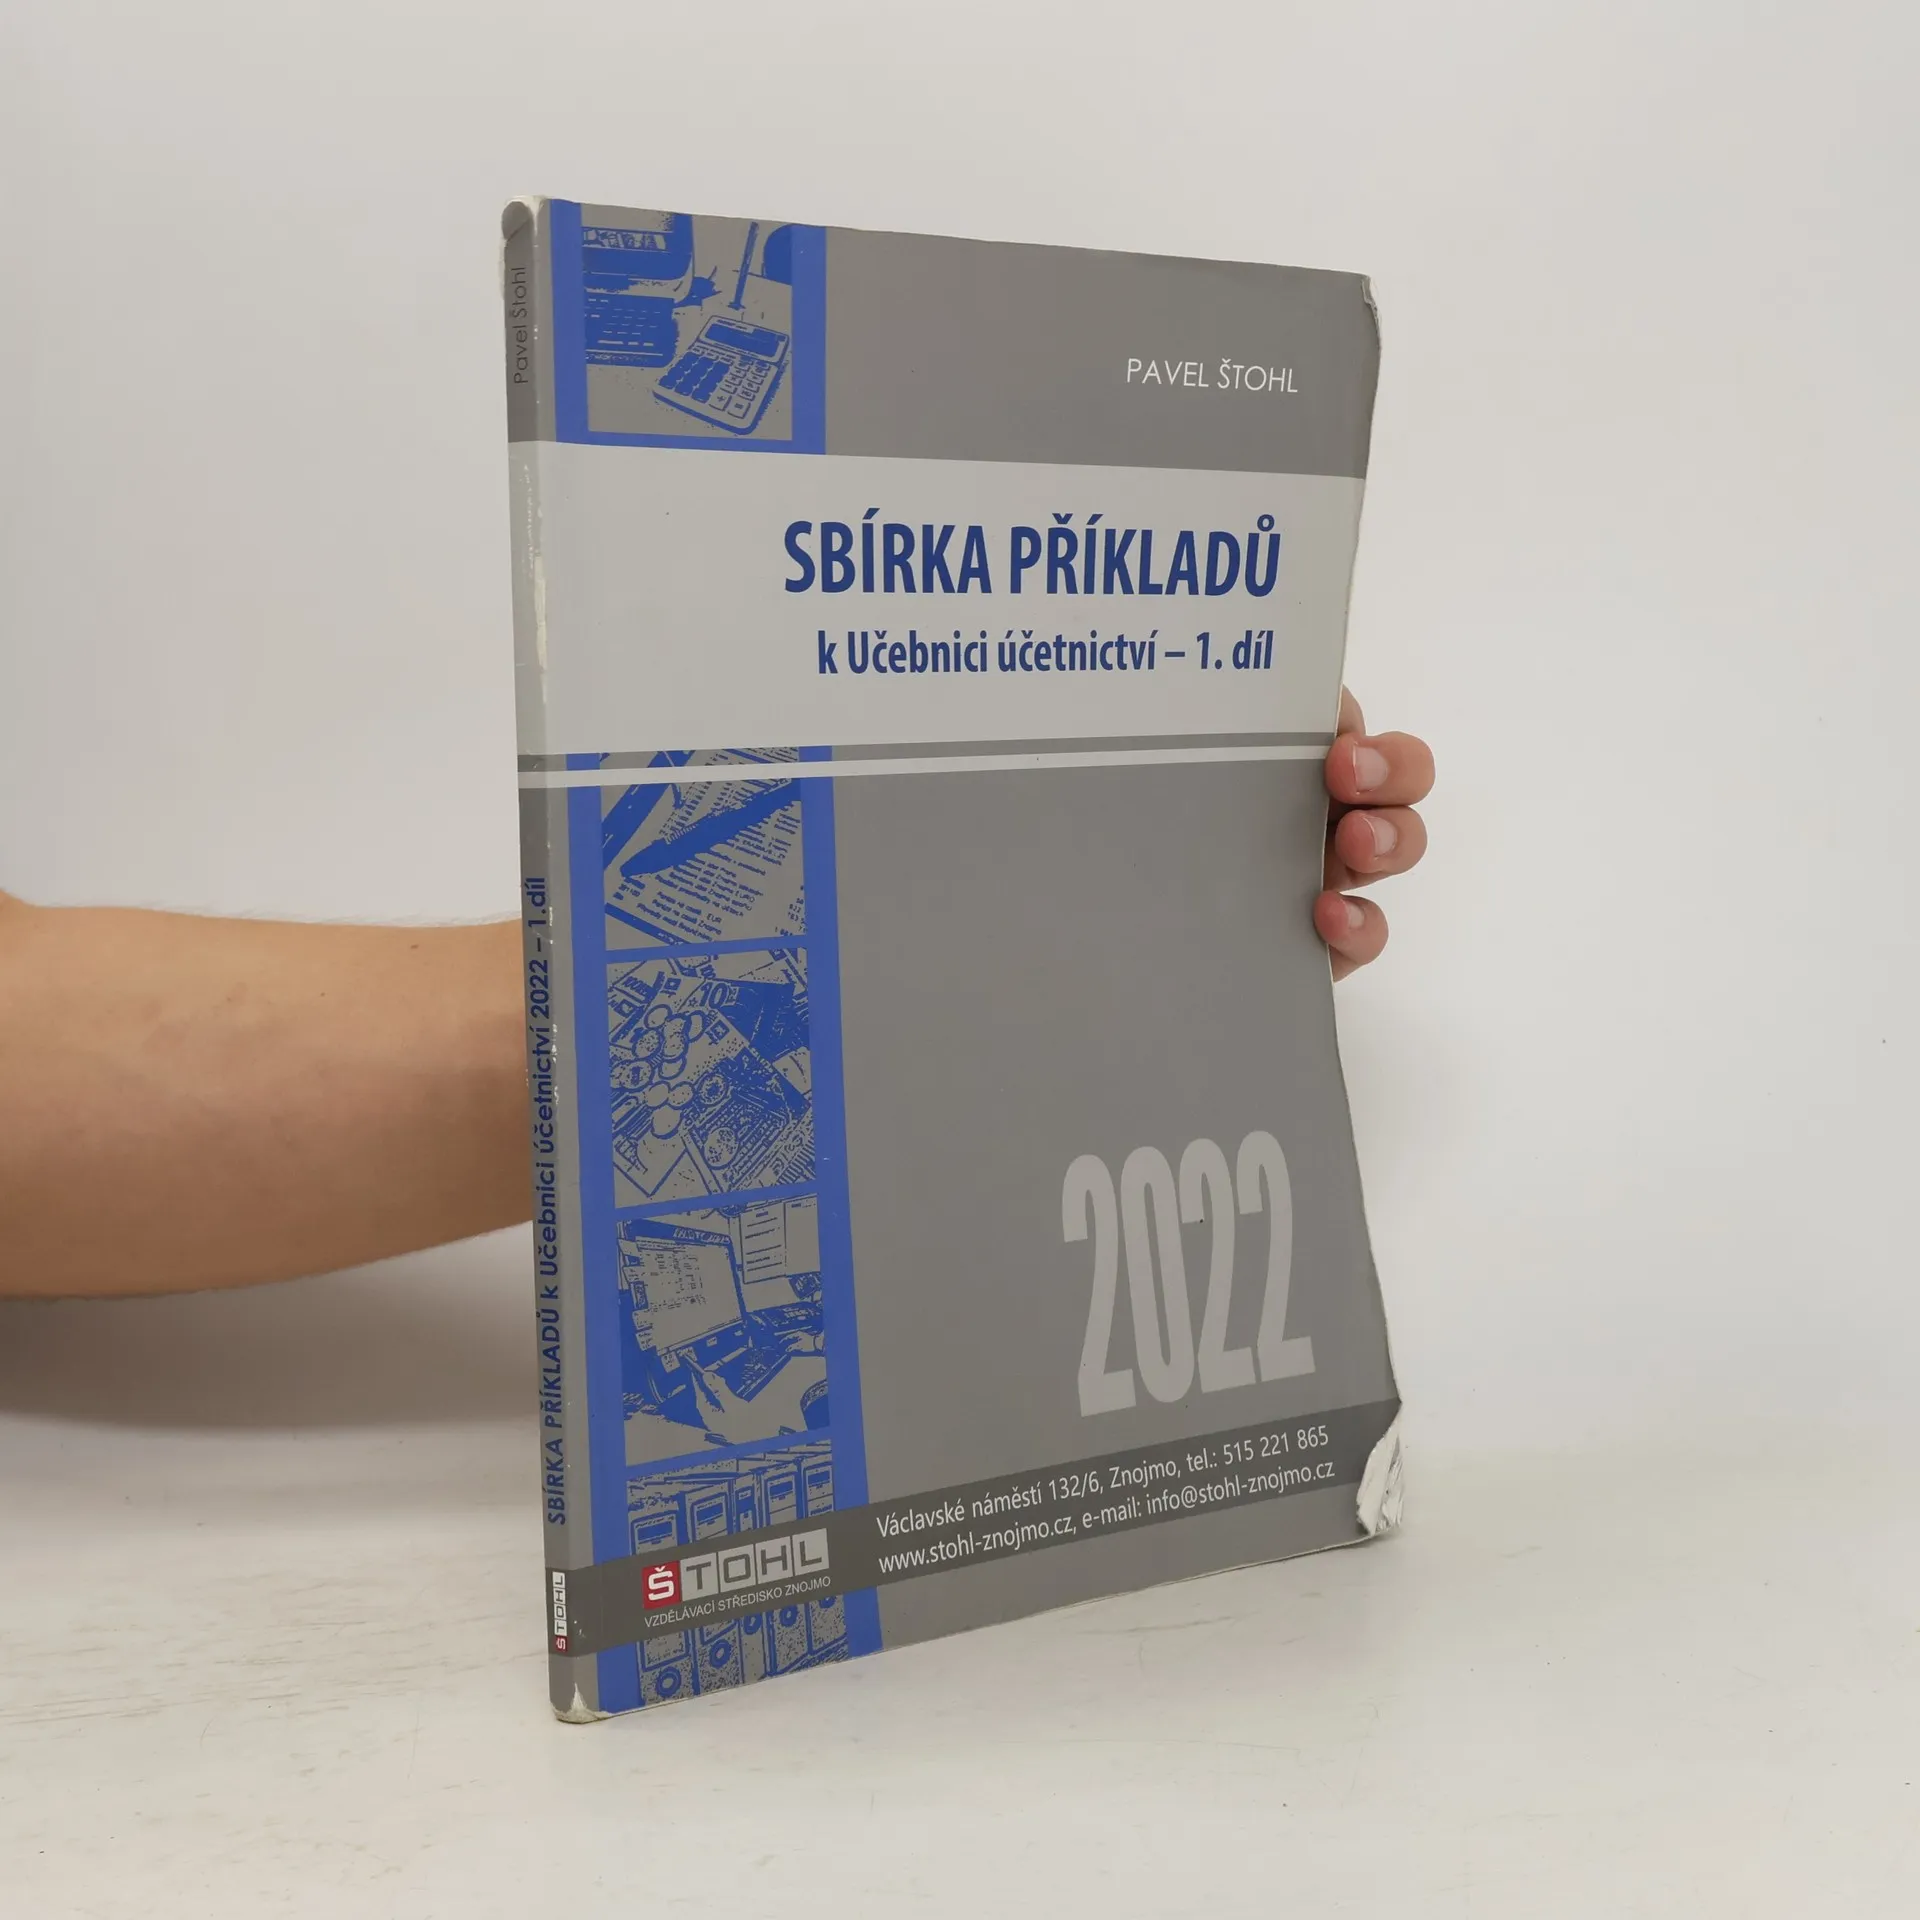 PAVEL ŠTOHL
SBÍRKA PŘÍKLADŮ
k Učebnici účetnictví – 1. díl
2022
Václavské náměstí 132/6, Znojmo, tel.: 515 221 865
www.stohl-znojmo.cz, e-mail: info@stohl-znojmo.cz
ŠTOHL
VZDĚLÁVACÍ STŘEDISKO ZNOJMO
Pavel Štohl
SBÍRKA PŘÍKLADŮ k Učebnici účetnictví 2022 – 1.díl
ŠTOHL